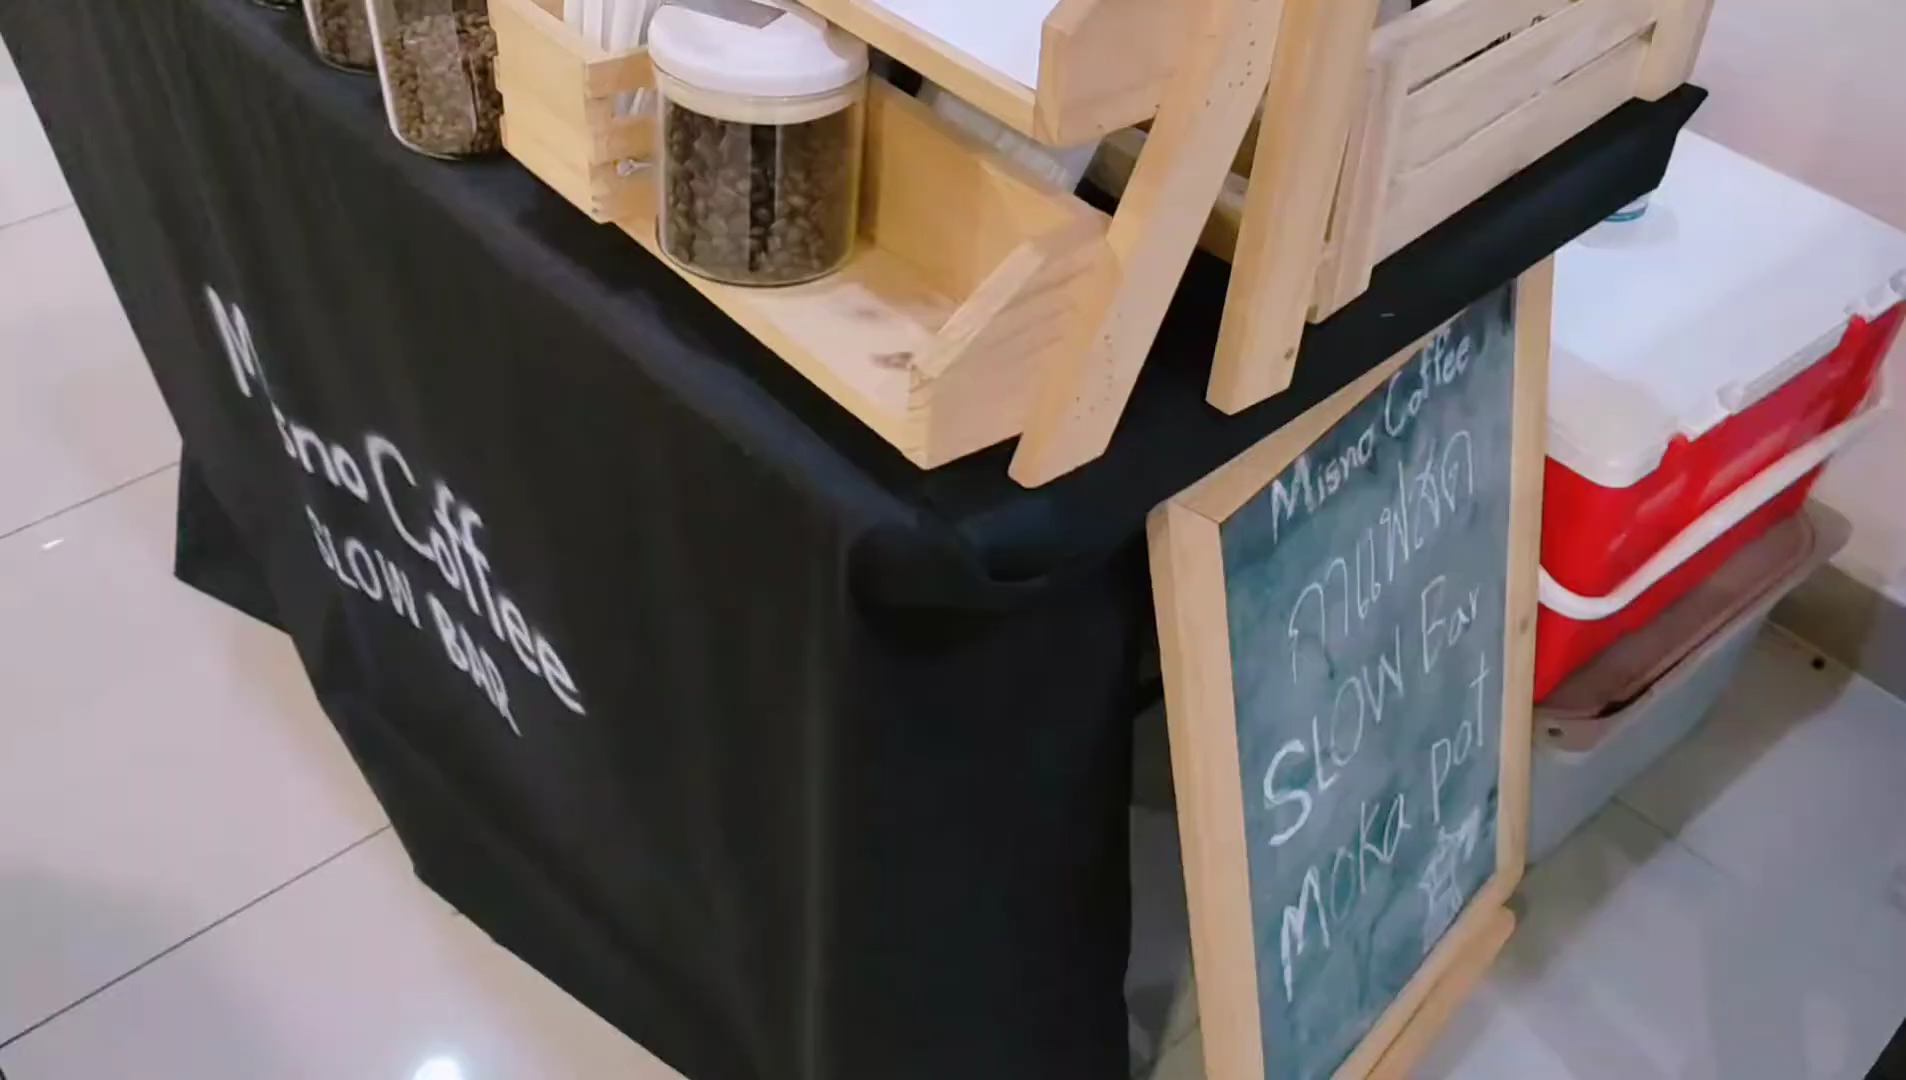 Misno Coffee
SLOW BAR
Misno Coffee
กาแฟสด
SLOW Bar
Moka pot